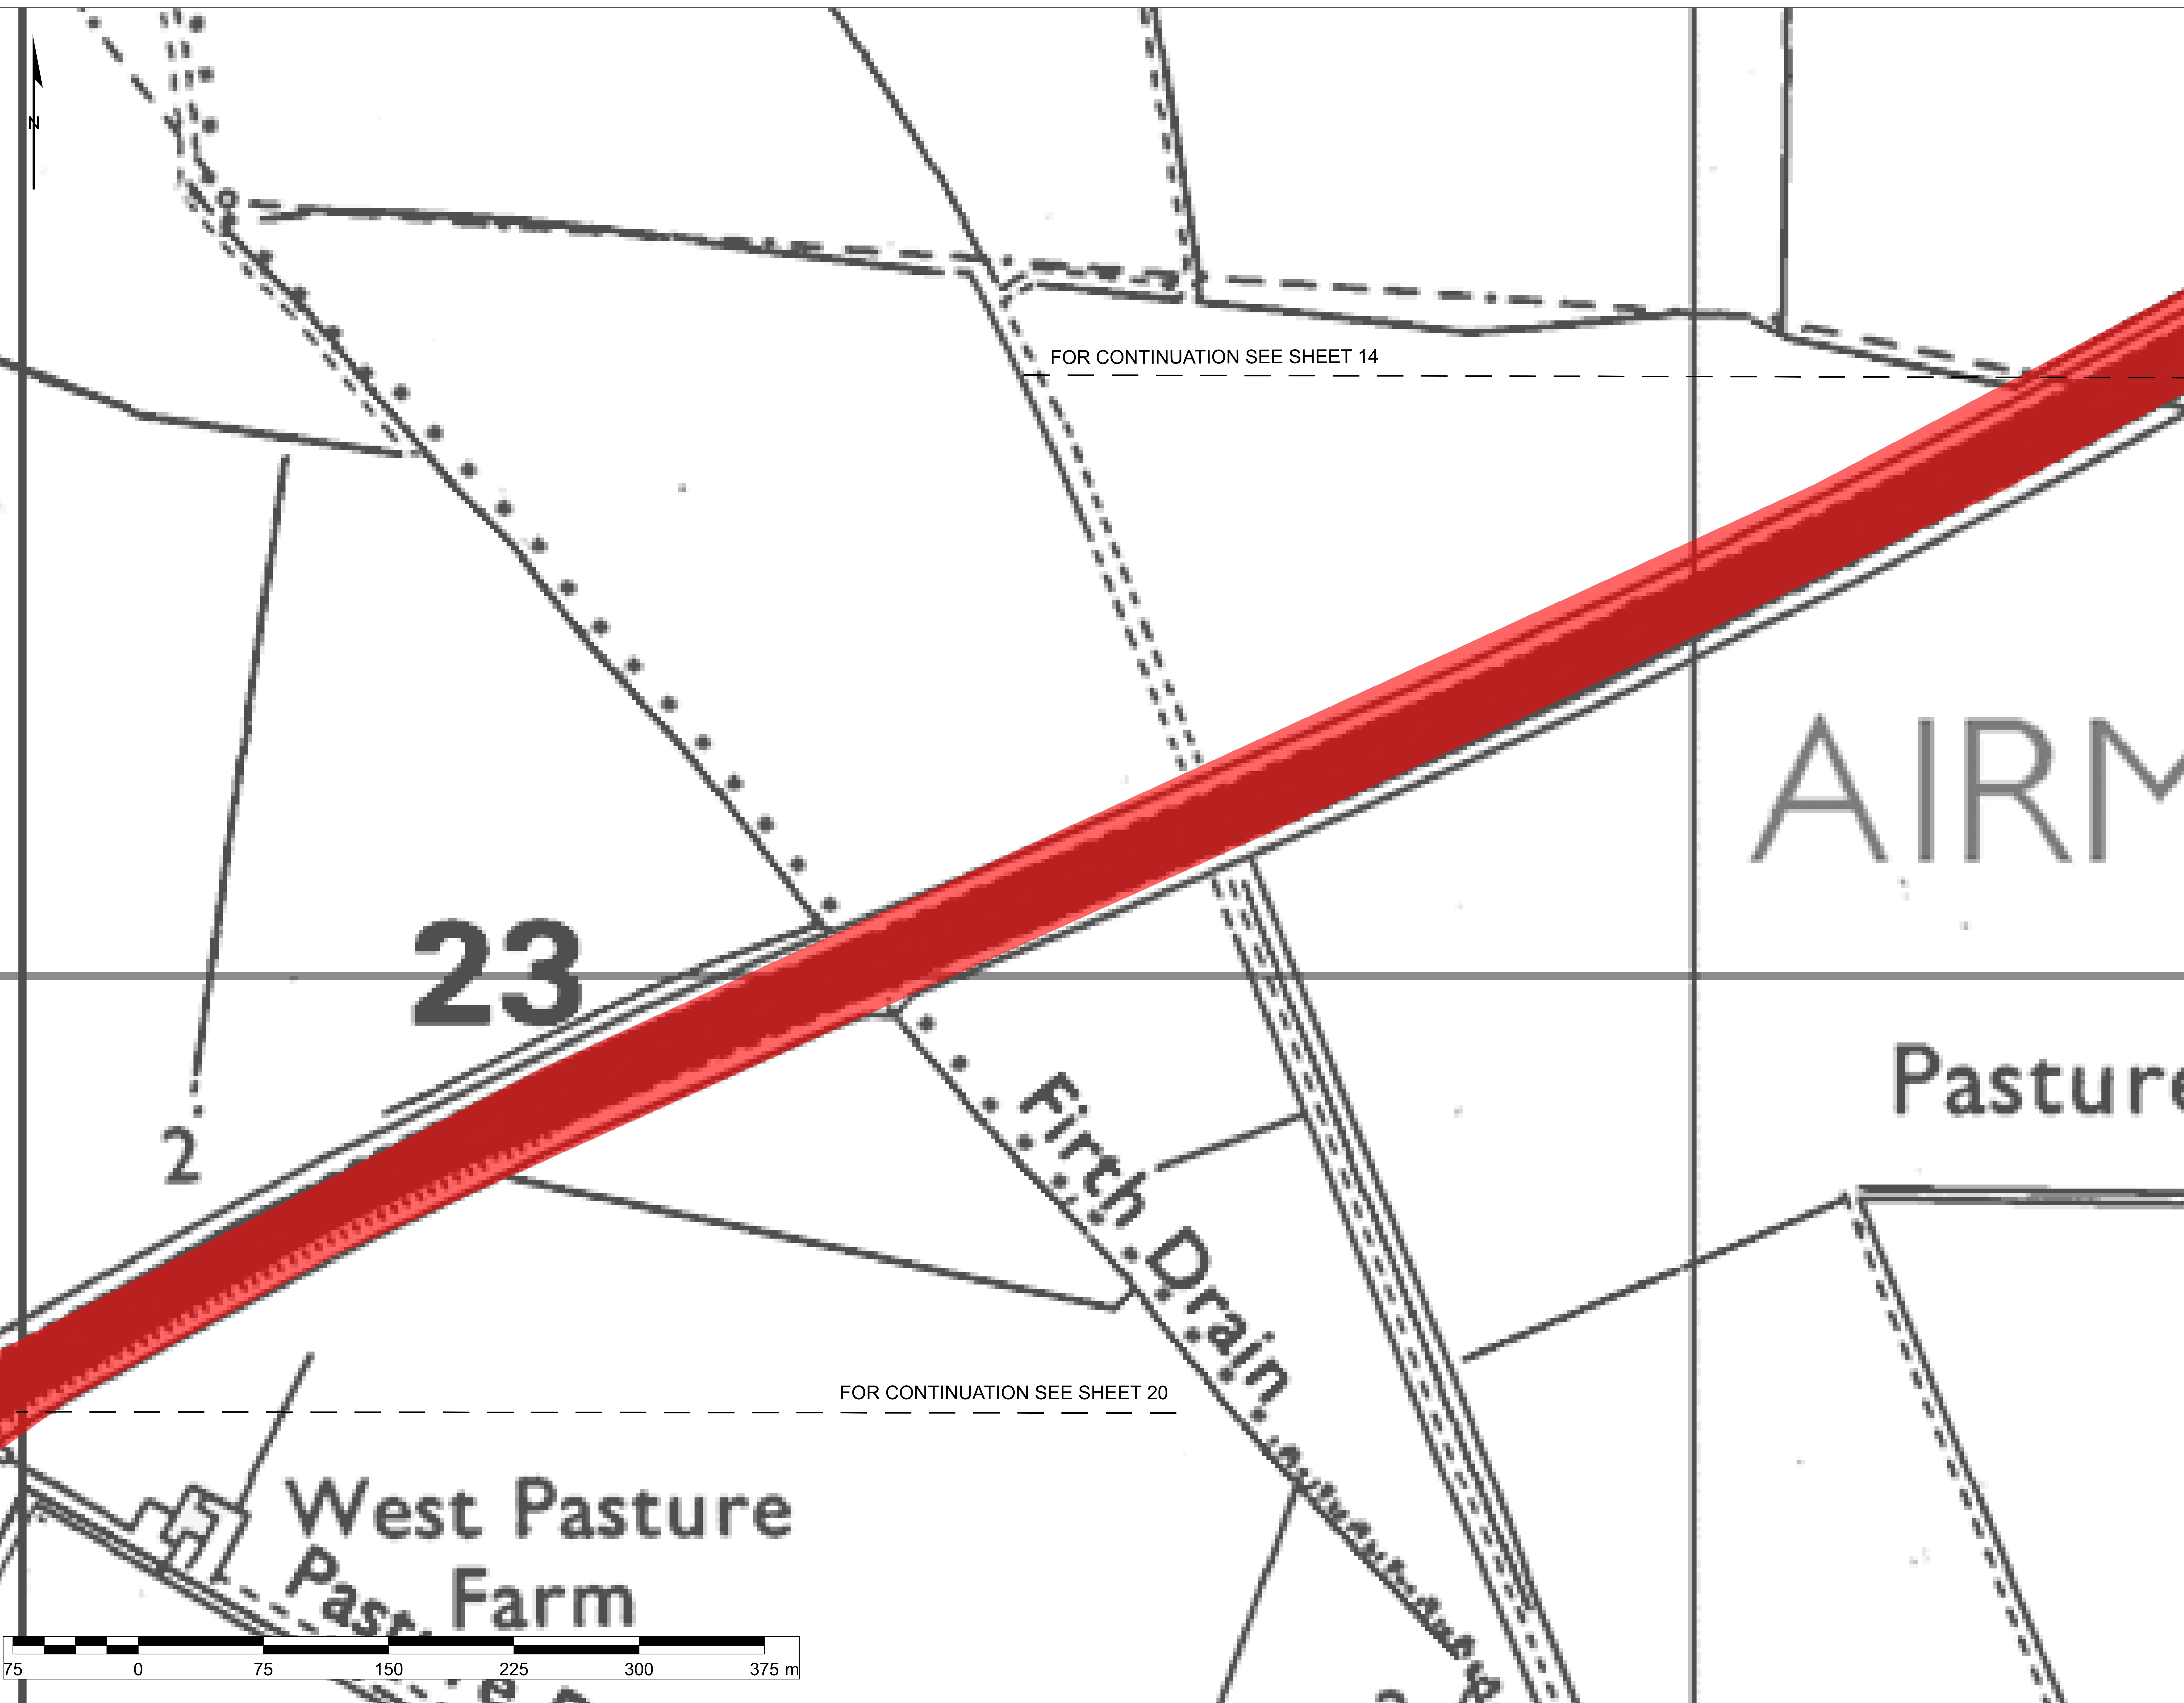 N
FOR CONTINUATION SEE SHEET 14
AIRM
23
Pasture
2
Firth Drain
FOR CONTINUATION SEE SHEET 20
West Pasture
Farm
75 0 75 150 225 300 375 m